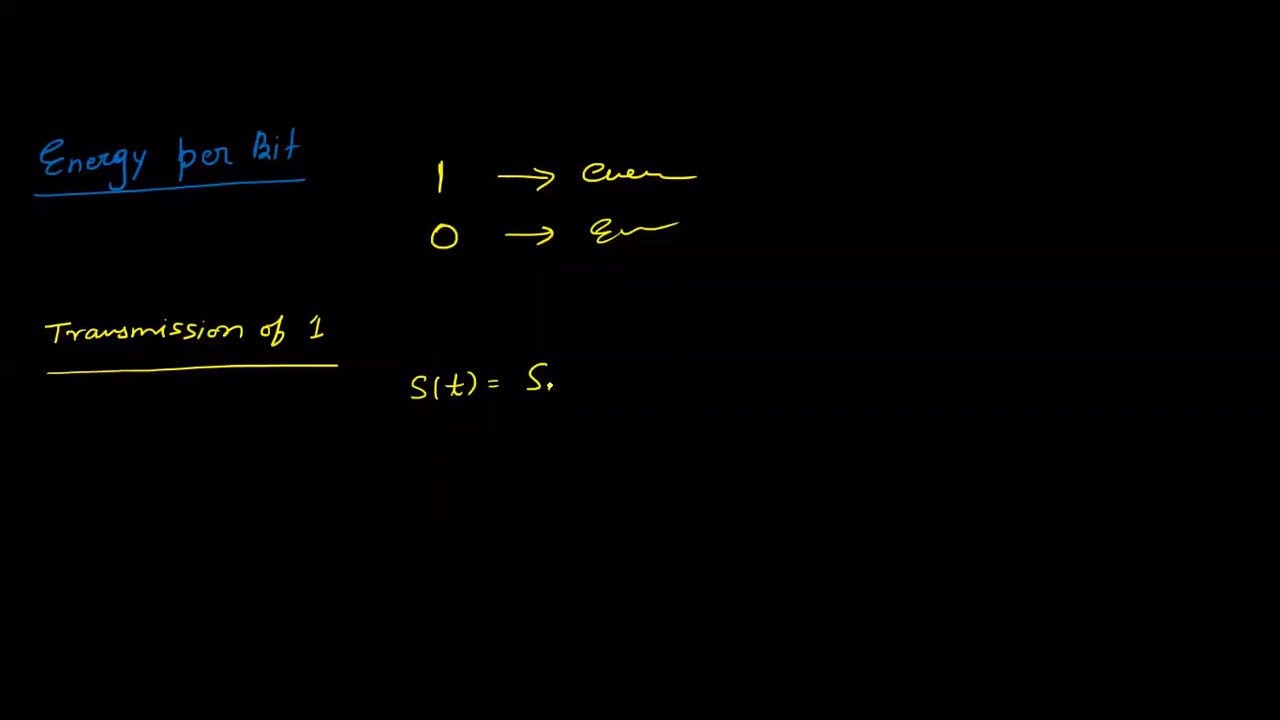 Energy per Bit
1 →
0 →
Transmission of 1
S(t) = S.